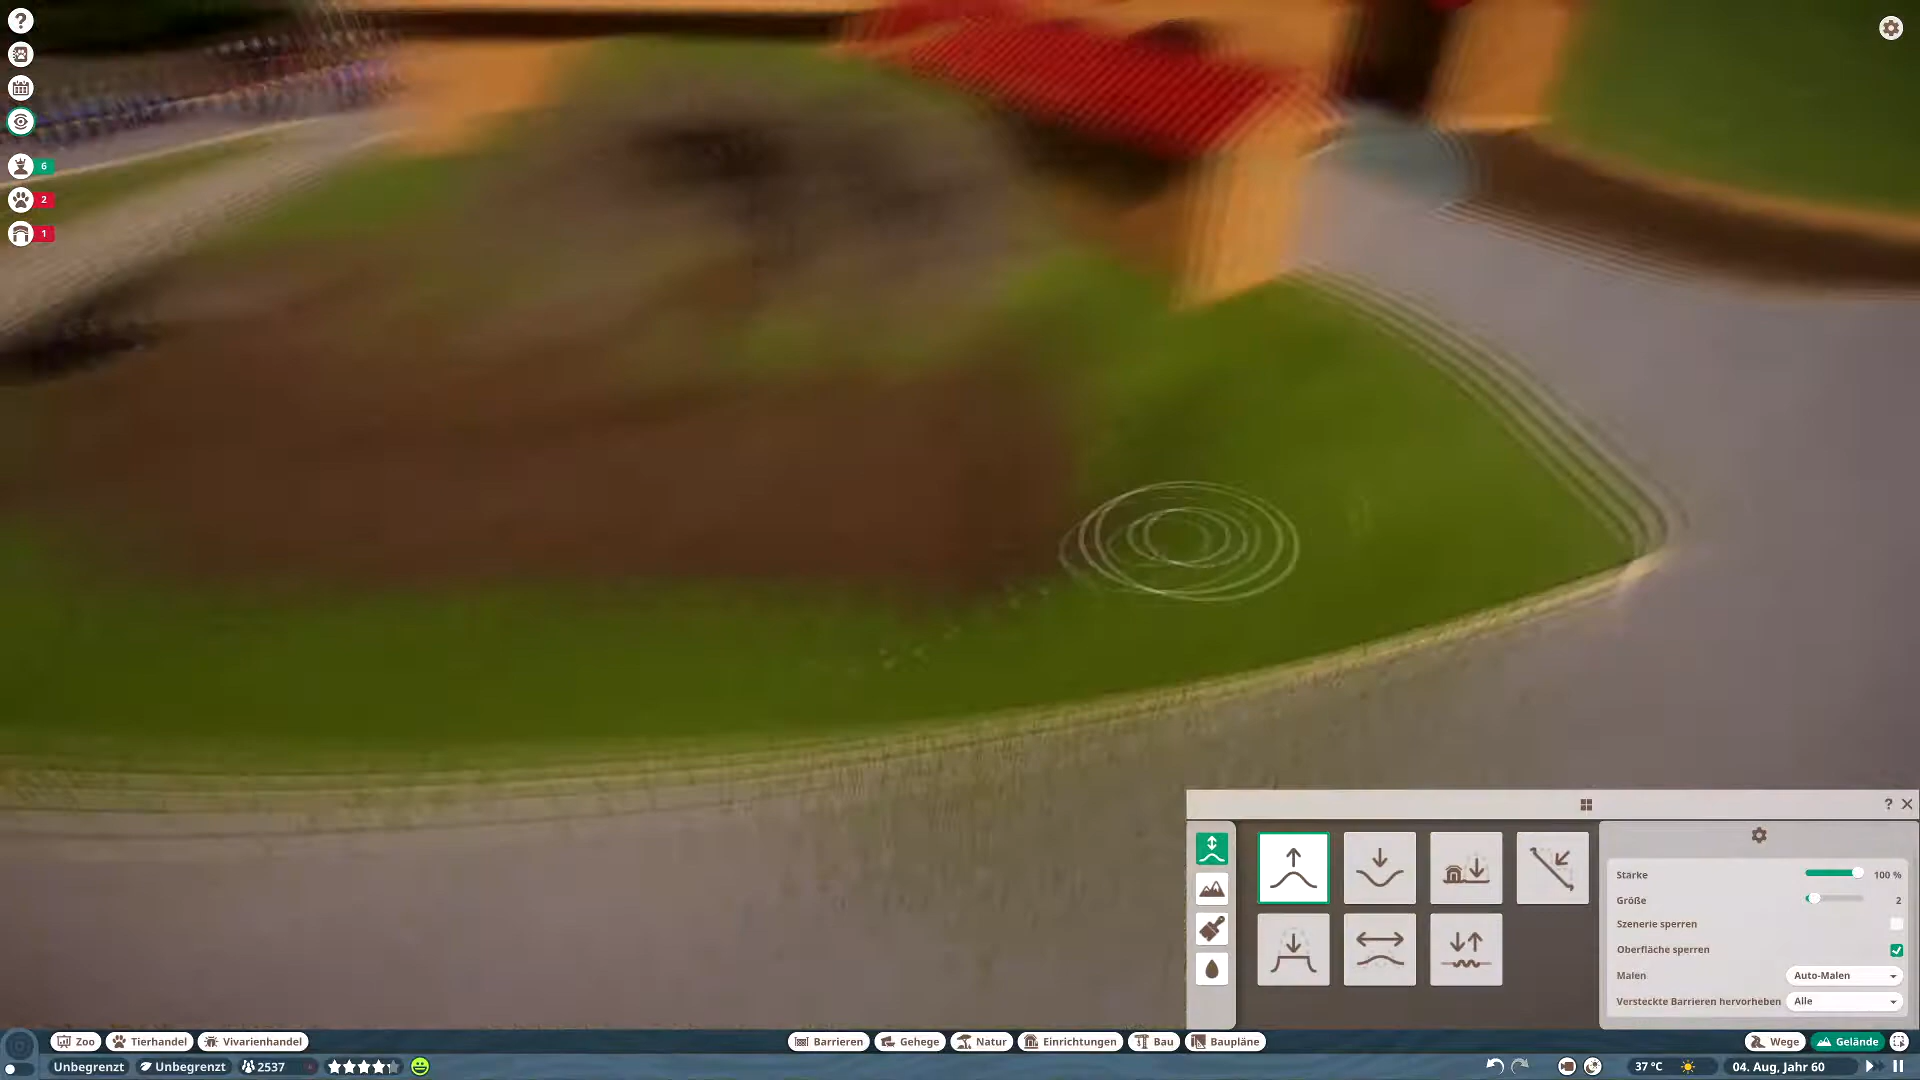 ?
6
2
1
? ×
Stärke 100 %
Größe 2
Szenerie sperren
Oberfläche sperren
Malen Auto-Malen
Versteckte Barrieren hervorheben Alle
Zoo Tierhandel Vivarienhandel Barrieren Gehege Natur Einrichtungen Bau Baupläne Wege Gelände
Unbegrenzt Unbegrenzt 2537 37 °C 04. Aug, Jahr 60